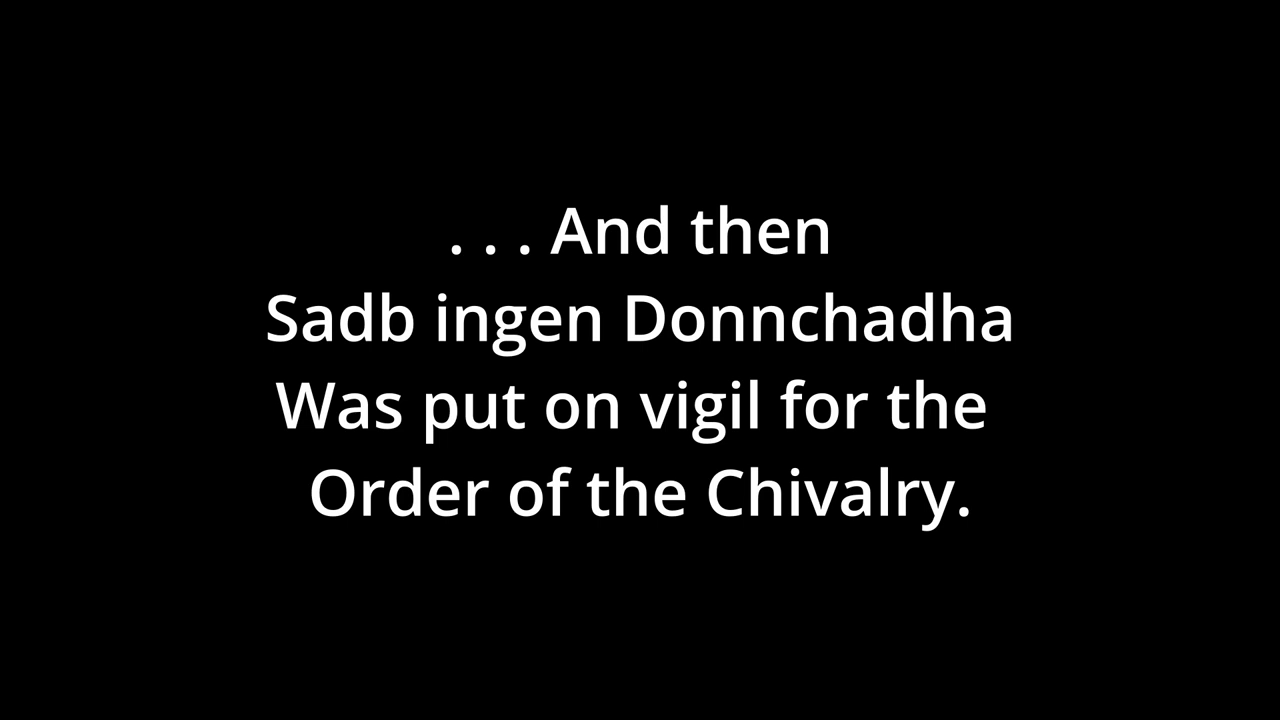 . . . And then
Sadb ingen Donnchadha
Was put on vigil for the
Order of the Chivalry.